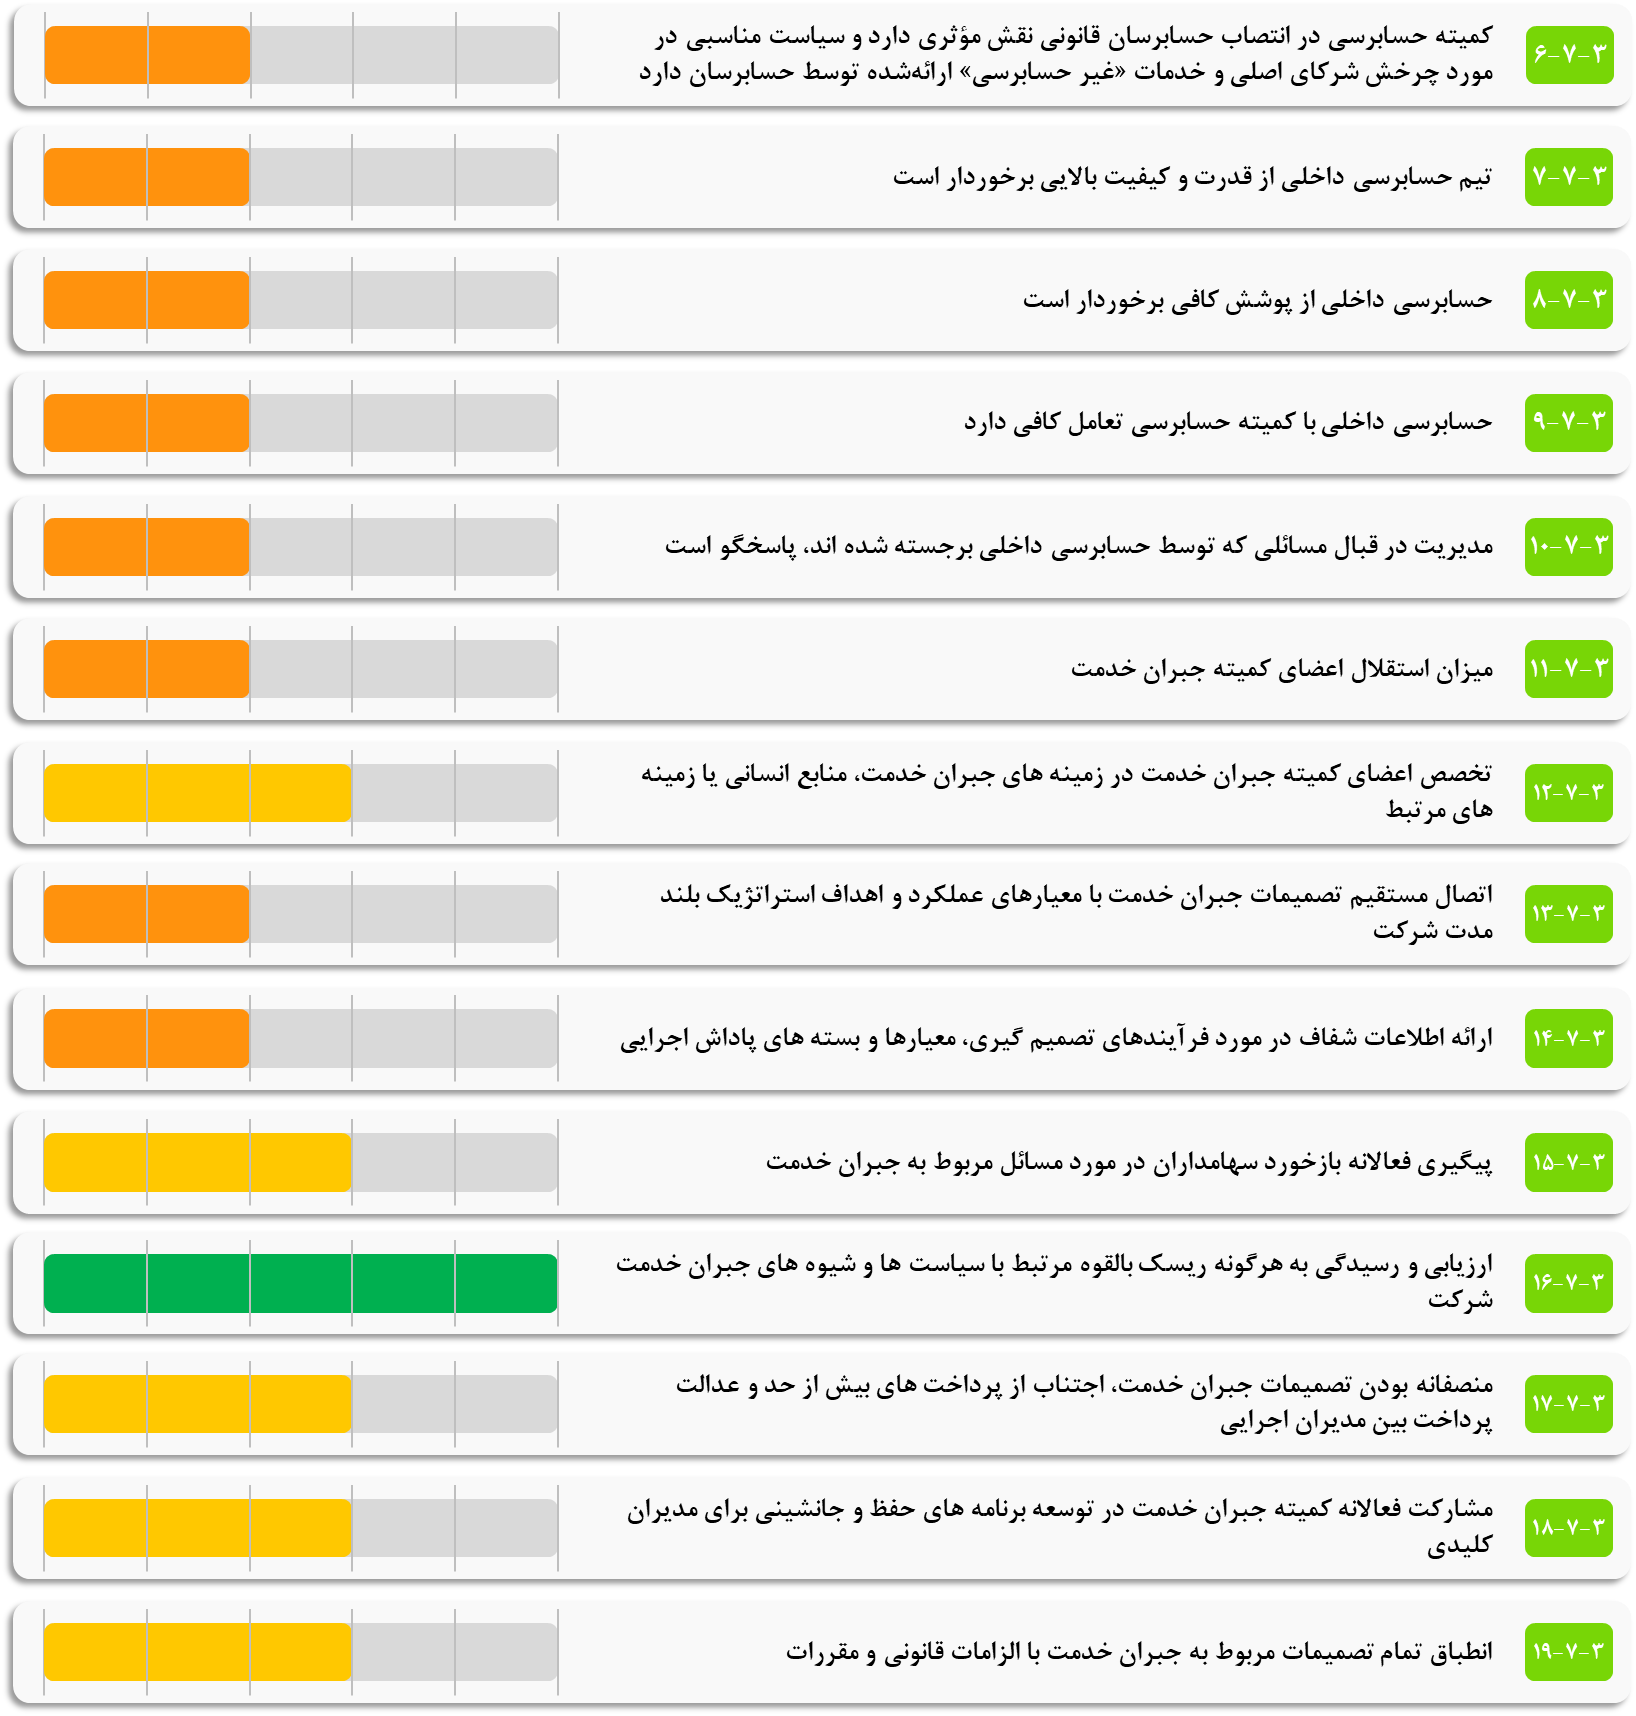 ۳-۷-۶
کمیته حسابرسی در انتصاب حسابرسان قانونی نقش مؤثری دارد و سیاست مناسبی در
مورد چرخش شرکای اصلی و خدمات «غیر حسابرسی» ارائه‌شده توسط حسابرسان دارد
۳-۷-۷
تیم حسابرسی داخلی از قدرت و کیفیت بالایی برخوردار است
۳-۷-۸
حسابرسی داخلی از پوشش کافی برخوردار است
۳-۷-۹
حسابرسی داخلی با کمیته حسابرسی تعامل کافی دارد
۳-۷-۱۰
مدیریت در قبال مسائلی که توسط حسابرسی داخلی برجسته شده اند، پاسخگو است
۳-۷-۱۱
میزان استقلال اعضای کمیته جبران خدمت
۳-۷-۱۲
تخصص اعضای کمیته جبران خدمت در زمینه های جبران خدمت، منابع انسانی یا زمینه
های مرتبط
۳-۷-۱۳
اتصال مستقیم تصمیمات جبران خدمت با معیارهای عملکرد و اهداف استراتژیک بلند
مدت شرکت
۳-۷-۱۴
ارائه اطلاعات شفاف در مورد فرآیندهای تصمیم گیری، معیارها و بسته های پاداش اجرایی
۳-۷-۱۵
پیگیری فعالانه بازخورد سهامداران در مورد مسائل مربوط به جبران خدمت
۳-۷-۱۶
ارزیابی و رسیدگی به هرگونه ریسک بالقوه مرتبط با سیاست ها و شیوه های جبران خدمت
شرکت
۳-۷-۱۷
منصفانه بودن تصمیمات جبران خدمت، اجتناب از پرداخت های بیش از حد و عدالت
پرداخت بین مدیران اجرایی
۳-۷-۱۸
مشارکت فعالانه کمیته جبران خدمت در توسعه برنامه های حفظ و جانشینی برای مدیران
کلیدی
۳-۷-۱۹
انطباق تمام تصمیمات مربوط به جبران خدمت با الزامات قانونی و مقررات